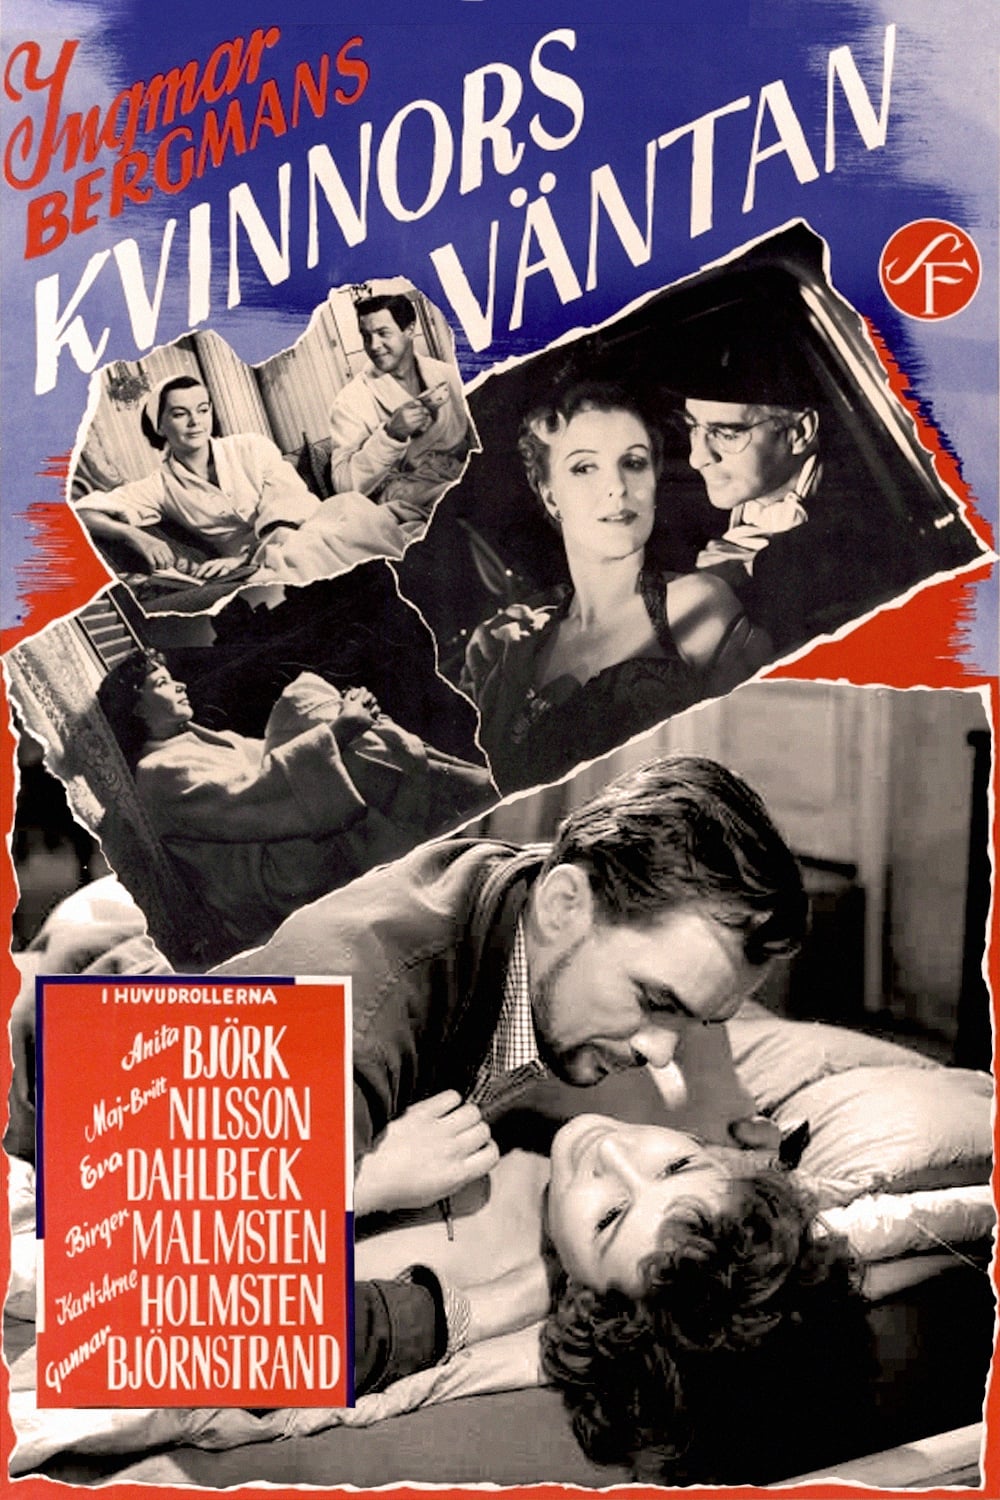 Ingmar
BERGMANS
KVINNORS
VÄNTAN
SF
I HUVUDROLLERNA
Anita BJÖRK
Maj-Britt NILSSON
Eva DAHLBECK
Birger MALMSTEN
Karl-Arne HOLMSTEN
Gunnar BJÖRNSTRAND